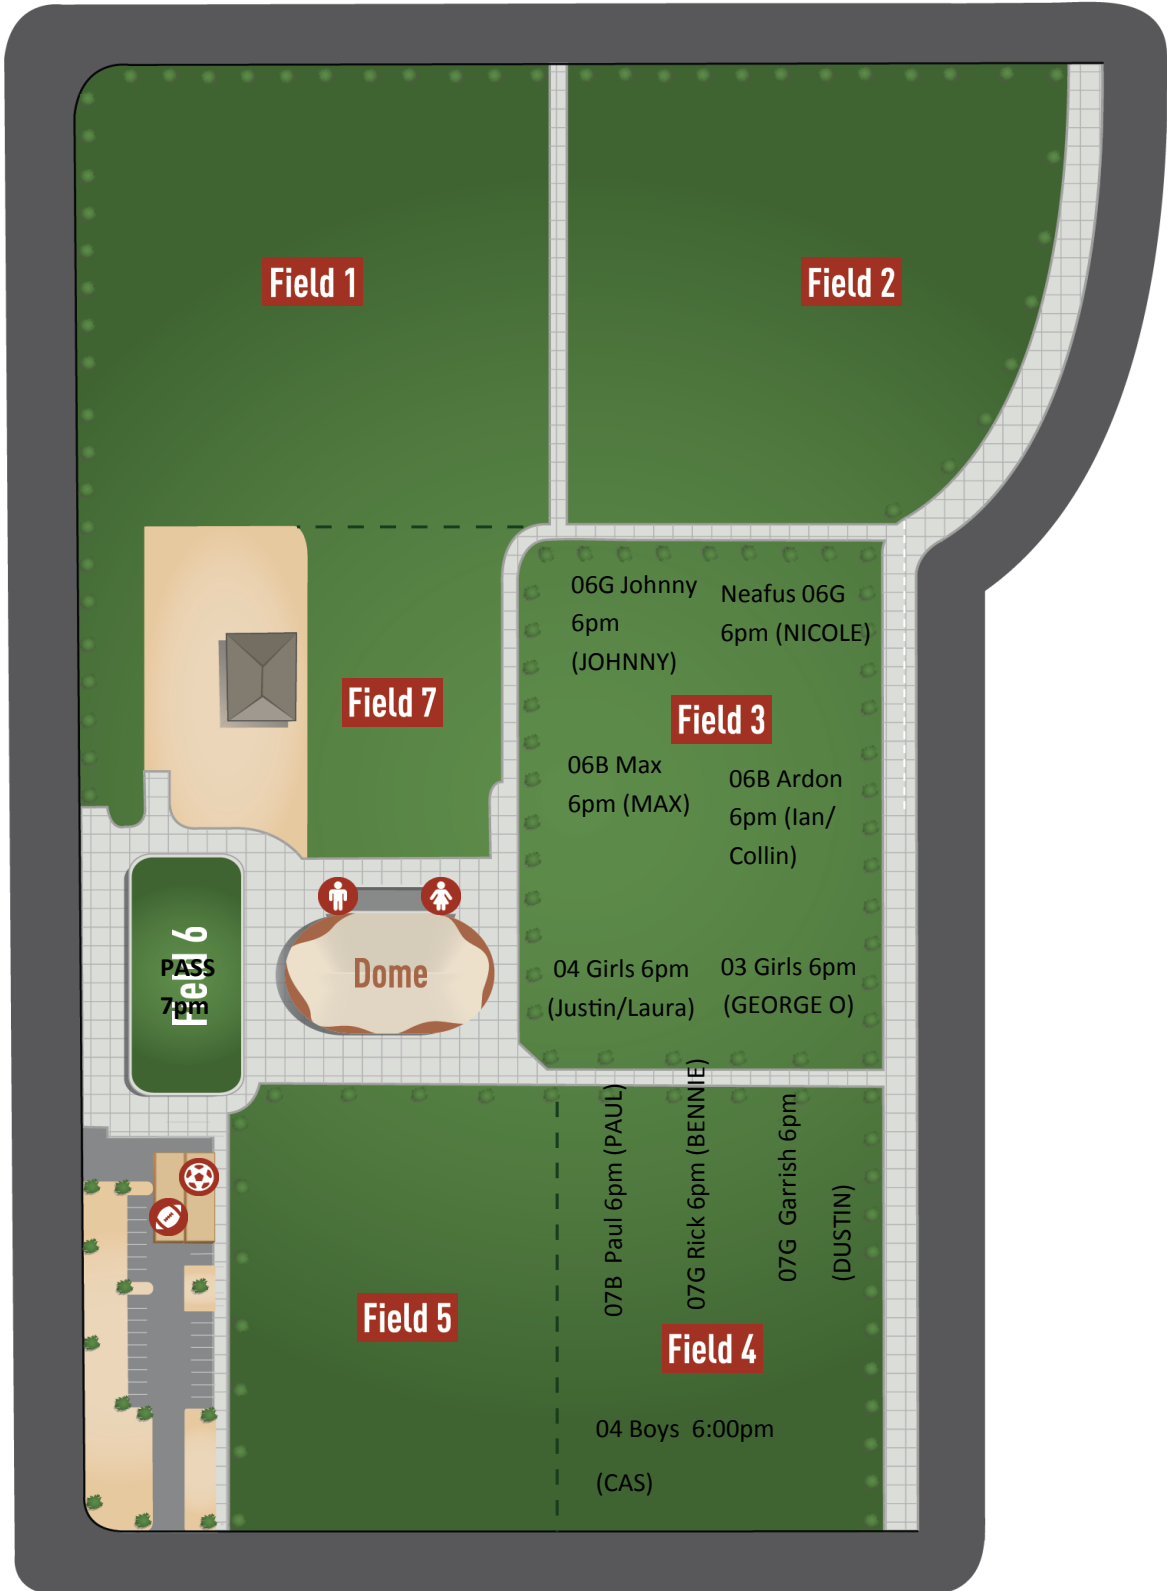 Field 1
Field 2
06G Johnny
6pm
(JOHNNY)
Neafus 06G
6pm (NICOLE)
Field 7
Field 3
06B Max
6pm (MAX)
06B Ardon
6pm (Ian/
Collin)
Field 6
PASS
7pm
Dome
04 Girls 6pm
(Justin/Laura)
03 Girls 6pm
(GEORGE O)
07B Paul 6pm (PAUL)
07G Rick 6pm (BENNIE)
07G Garrish 6pm
(DUSTIN)
Field 5
Field 4
04 Boys 6:00pm
(CAS)